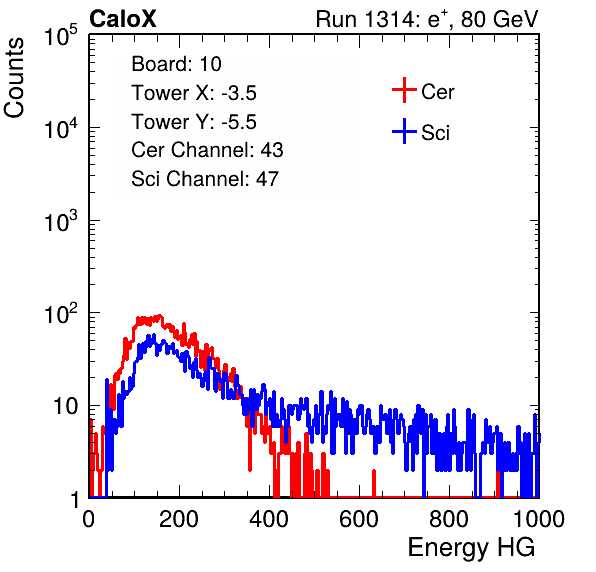 CaloX Run 1314: e⁺, 80 GeV
Counts
Board: 10
Tower X: -3.5
Tower Y: -5.5
Cer Channel: 43
Sci Channel: 47
Cer
Sci
10⁵
10⁴
10³
10²
10
1
0 200 400 600 800 1000
Energy HG